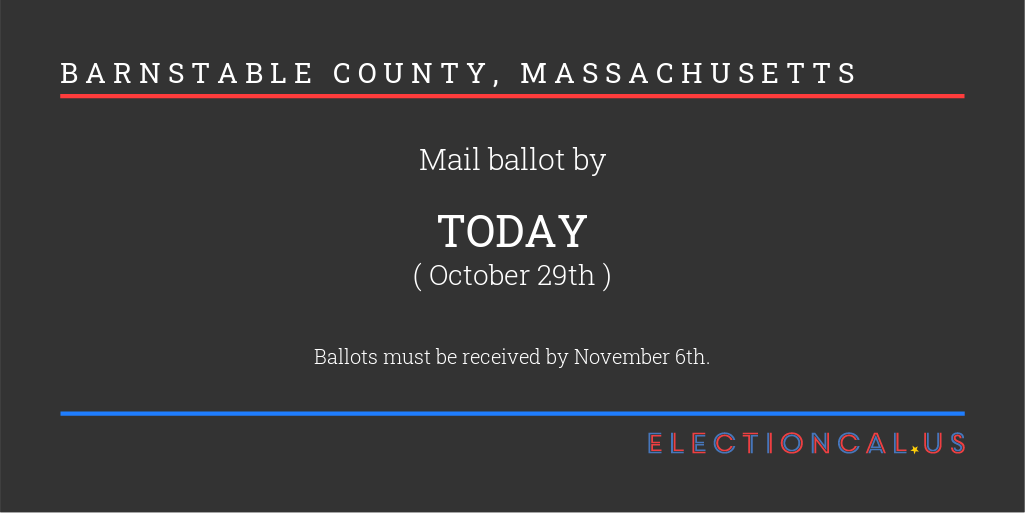 BARNSTABLE COUNTY, MASSACHUSETTS
Mail ballot by
TODAY
( October 29th )
Ballots must be received by November 6th.
ELECTIONCAL.US